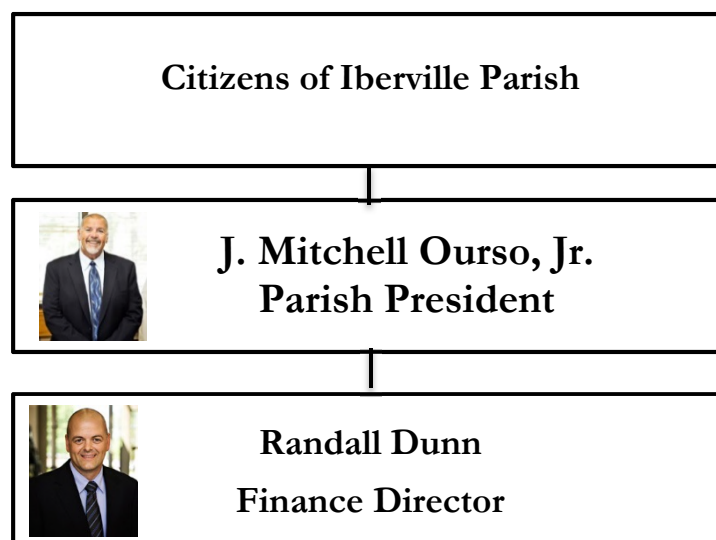 Citizens of Iberville Parish
J. Mitchell Ourso, Jr.
Parish President
Randall Dunn
Finance Director